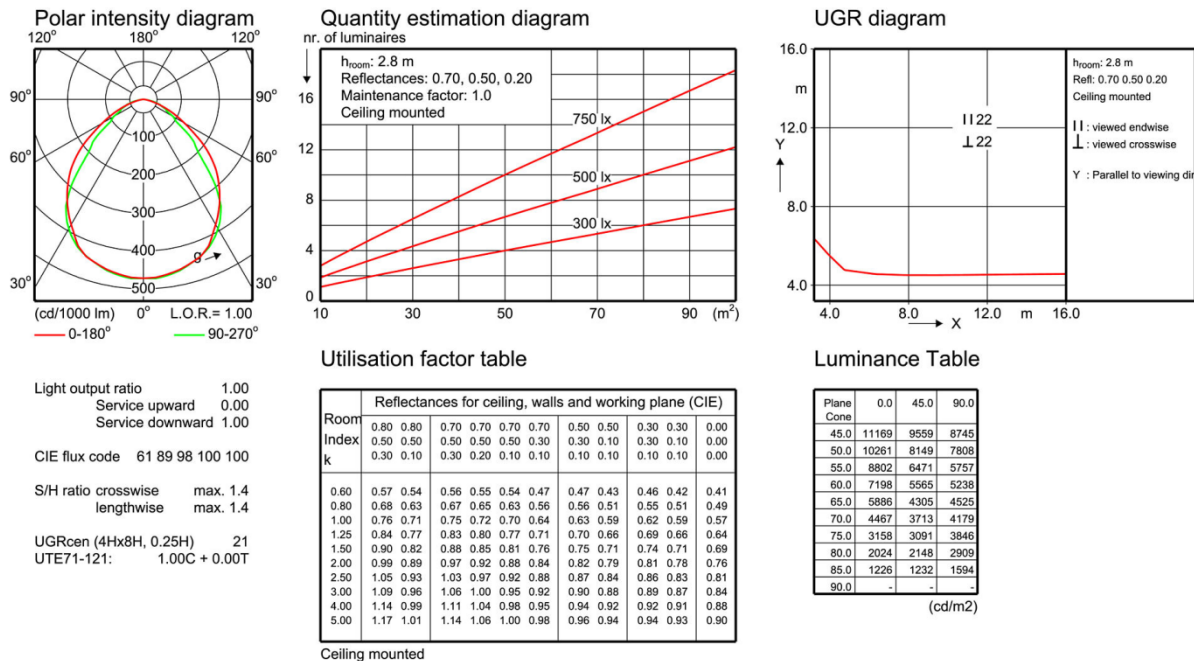 Polar intensity diagram
120° 180° 120°
90° 90°
60° 60°
30° 30°
100
200
300
400
500
g
(cd/1000 lm) 0° L.O.R.= 1.00
0-180° 90-270°
Quantity estimation diagram
nr. of luminaires
hroom: 2.8 m
Reflectances: 0.70, 0.50, 0.20
Maintenance factor: 1.0
Ceiling mounted
750 lx
500 lx
300 lx
16
12
8
4
0
10 30 50 70 90 (m²)
UGR diagram
16.0
m
12.0
Y
8.0
4.0
4.0 8.0 12.0 m 16.0
X
II 22
⊥ 22
hroom: 2.8 m
Refl: 0.70 0.50 0.20
Ceiling mounted
II : viewed endwise
⊥ : viewed crosswise
Y : Parallel to viewing dir
Light output ratio 1.00
Service upward 0.00
Service downward 1.00
CIE flux code 61 89 98 100 100
S/H ratio crosswise max. 1.4
lengthwise max. 1.4
UGRcen (4Hx8H, 0.25H) 21
UTE71-121: 1.00C + 0.00T
Utilisation factor table
Room
Index
k
Reflectances for ceiling, walls and working plane (CIE)
0.80 0.80 0.70 0.70 0.70 0.70 0.50 0.50 0.30 0.30 0.00
0.50 0.50 0.50 0.50 0.50 0.30 0.30 0.10 0.30 0.10 0.00
0.30 0.10 0.30 0.20 0.10 0.10 0.10 0.10 0.10 0.10 0.00
0.60 0.57 0.54 0.56 0.55 0.54 0.47 0.47 0.43 0.46 0.42 0.41
0.80 0.68 0.63 0.67 0.65 0.63 0.56 0.56 0.51 0.55 0.51 0.49
1.00 0.76 0.71 0.75 0.72 0.70 0.64 0.63 0.59 0.62 0.59 0.57
1.25 0.84 0.77 0.83 0.80 0.77 0.71 0.70 0.66 0.69 0.66 0.64
1.50 0.90 0.82 0.88 0.85 0.81 0.76 0.75 0.71 0.74 0.71 0.69
2.00 0.99 0.89 0.97 0.92 0.88 0.84 0.82 0.79 0.81 0.78 0.76
2.50 1.05 0.93 1.03 0.97 0.92 0.88 0.87 0.84 0.86 0.83 0.81
3.00 1.09 0.96 1.06 1.00 0.95 0.92 0.90 0.88 0.89 0.87 0.84
4.00 1.14 0.99 1.11 1.04 0.98 0.95 0.94 0.92 0.92 0.91 0.88
5.00 1.17 1.01 1.14 1.06 1.00 0.98 0.96 0.94 0.94 0.93 0.90
Ceiling mounted
Luminance Table
Plane 0.0 45.0 90.0
Cone
45.0 11169 9559 8745
50.0 10261 8149 7808
55.0 8802 6471 5757
60.0 7198 5565 5238
65.0 5886 4305 4525
70.0 4467 3713 4179
75.0 3158 3091 3846
80.0 2024 2148 2909
85.0 1226 1232 1594
90.0 - - -
(cd/m2)